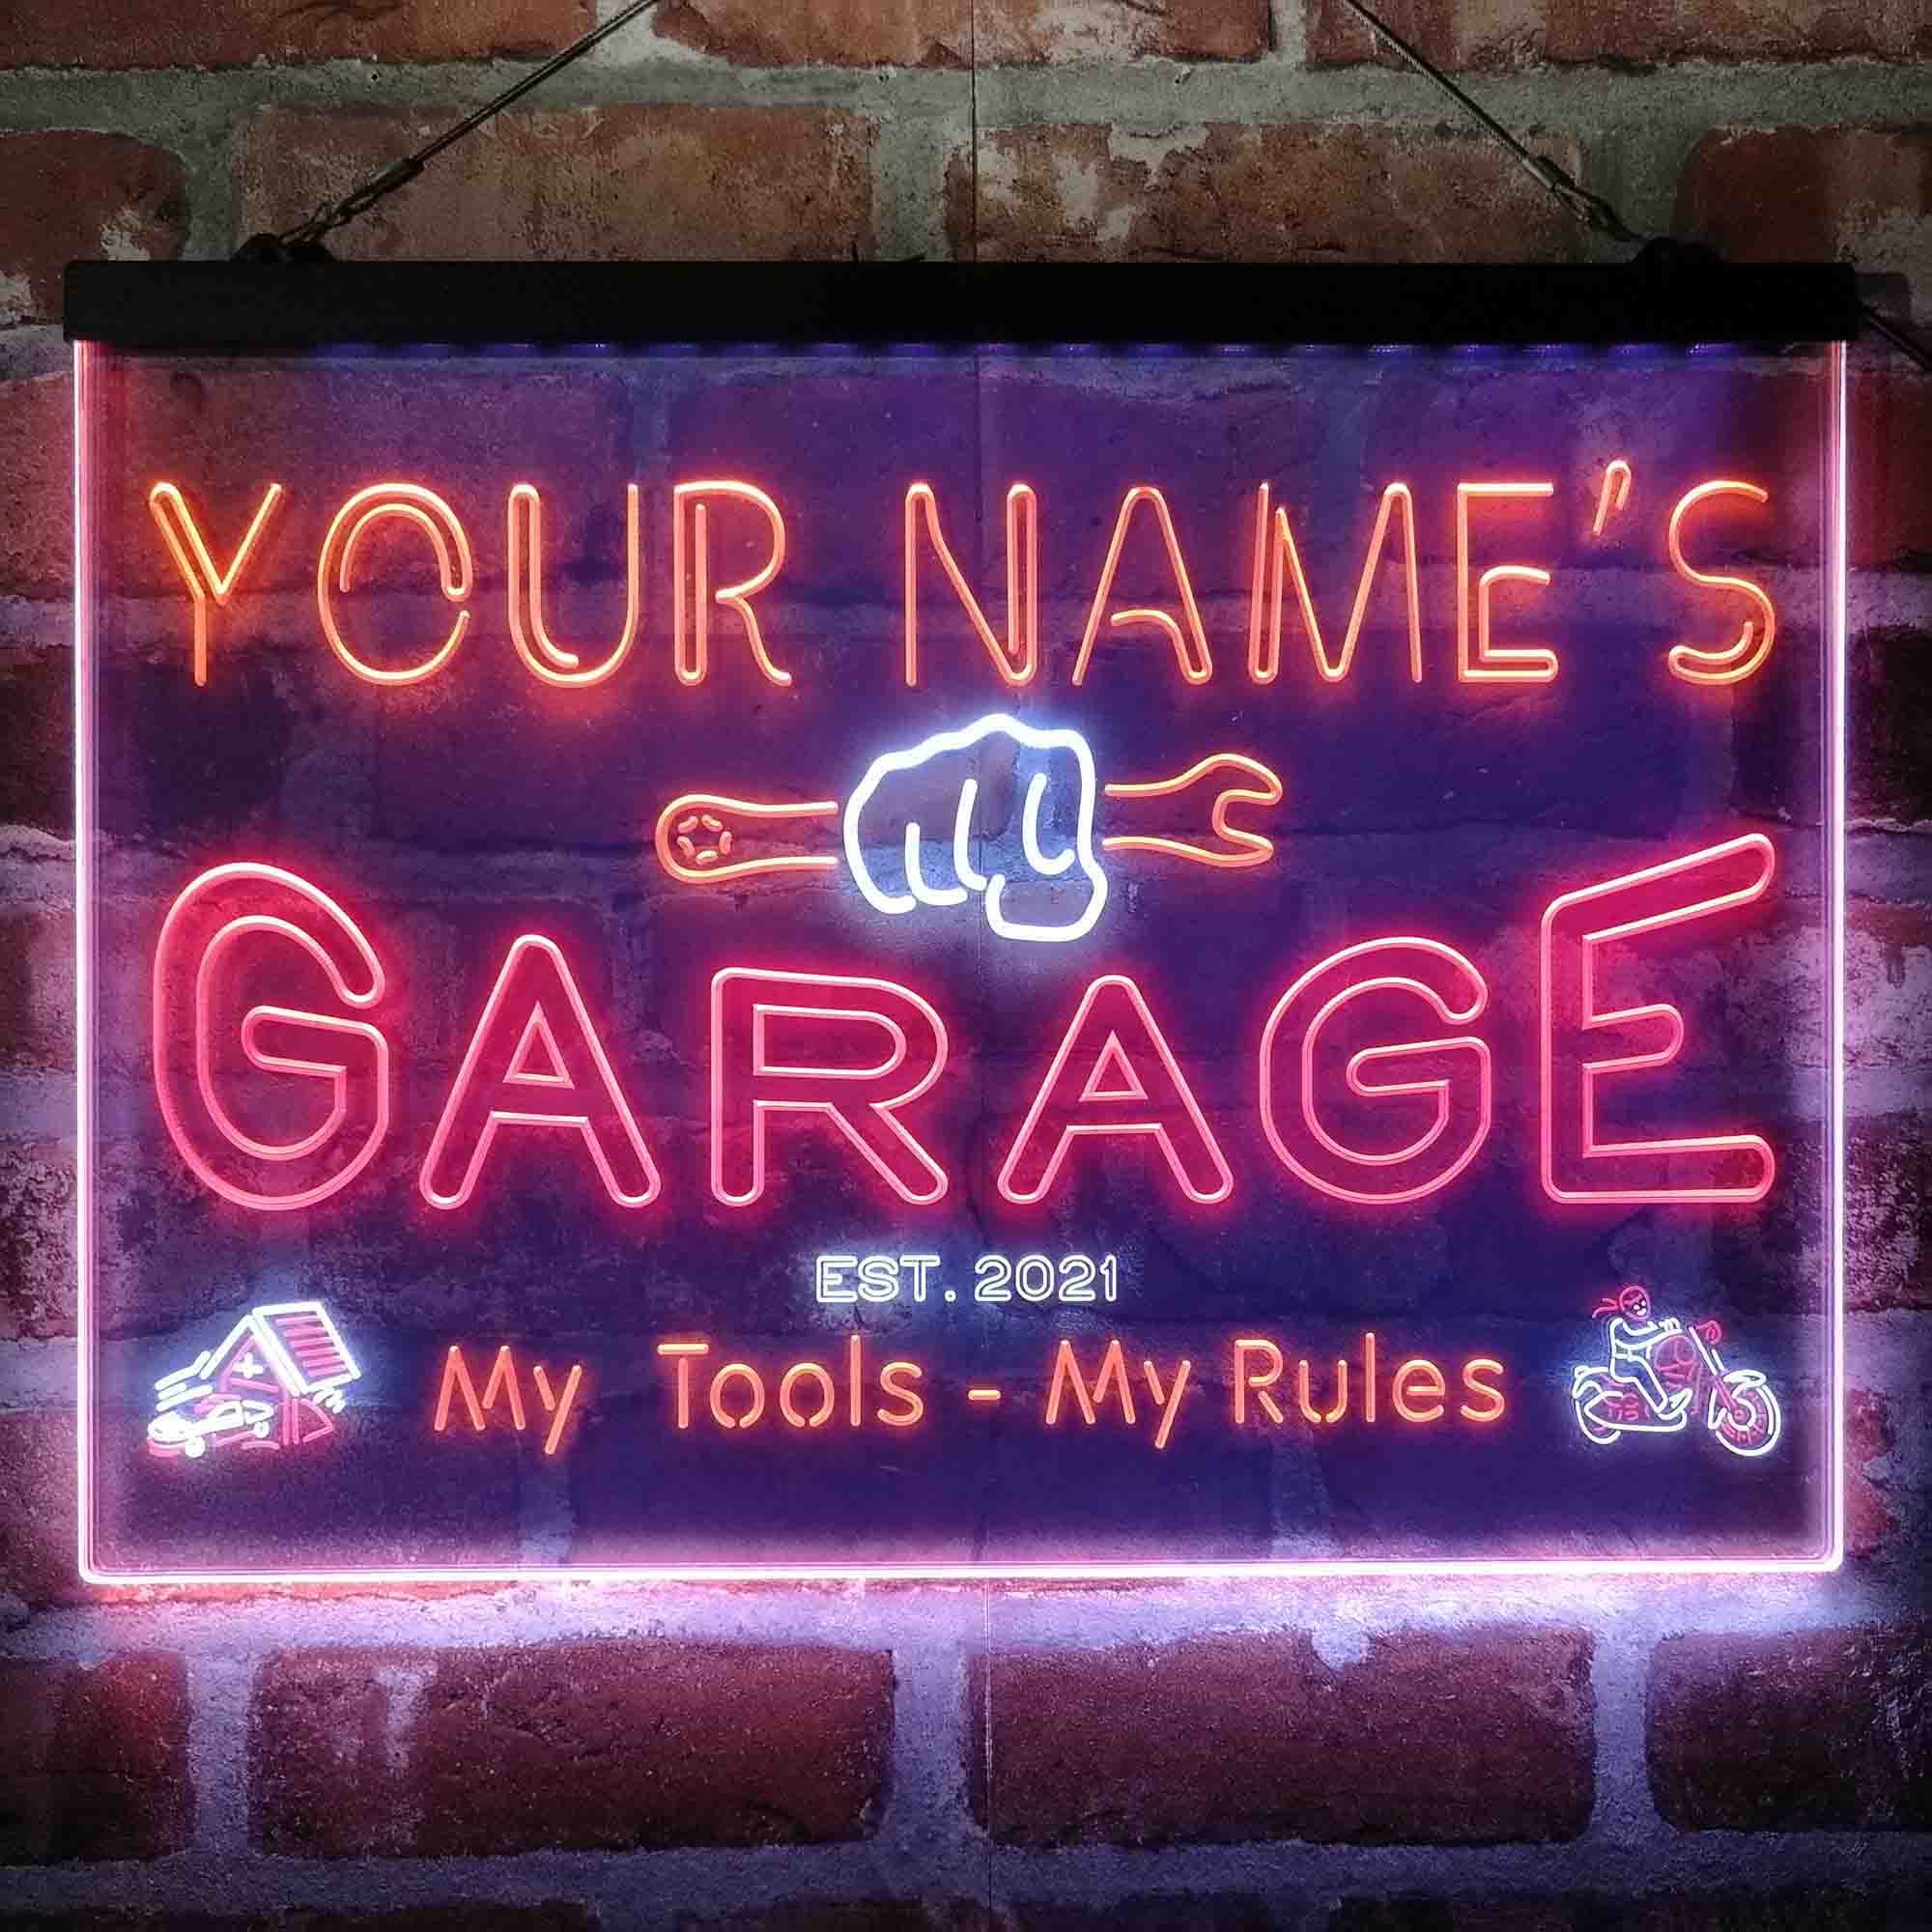 YOUR NAME'S
GARAGE
EST. 2021
My Tools - My Rules